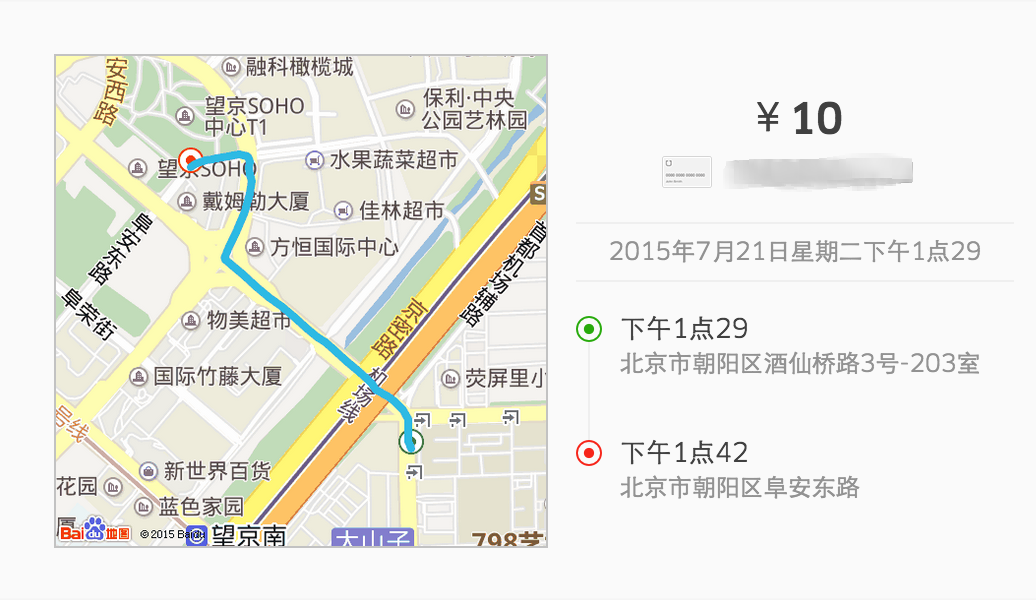 融科橄榄城
安西路
望京SOHO
中心T1
保利·中央
公园艺林园
水果蔬菜超市
望京SOHO
戴姆勒大厦
佳林超市
S
阜安东路
方恒国际中心
首都机场辅路
阜荣街
物美超市
京密路
国际竹藤大厦
机场线
荧屏里小
号线
新世界百货
花园
蓝色家园
厦
Bai du 地图
© 2015 Baidu
望京南
大山子
798艺
¥ 10
2015年7月21日星期二下午1点29
下午1点29
北京市朝阳区酒仙桥路3号-203室
下午1点42
北京市朝阳区阜安东路